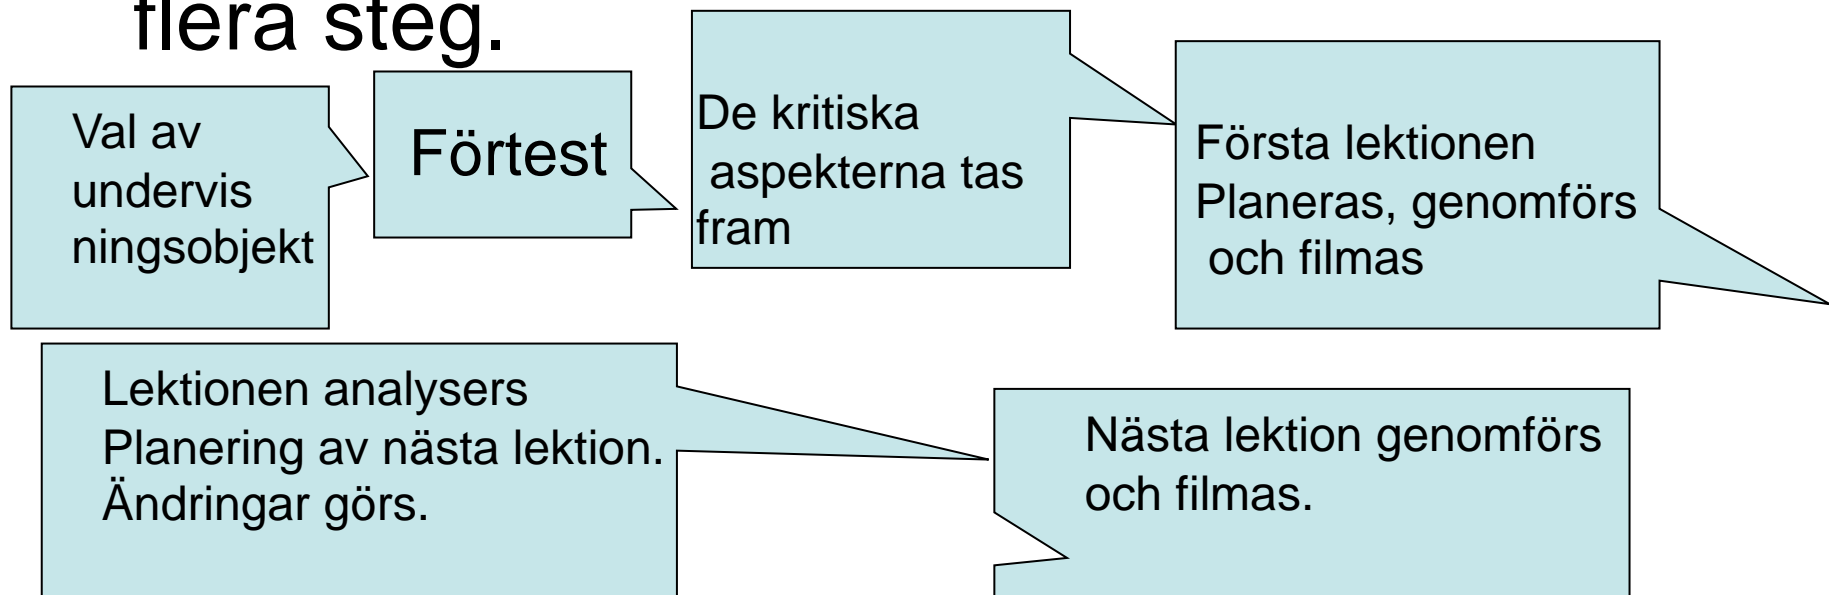 flera steg.
Val av
undervis
ningsobjekt
Förtest
De kritiska
aspekterna tas
fram
Första lektionen
Planeras, genomförs
och filmas
Lektionen analysers
Planering av nästa lektion.
Ändringar görs.
Nästa lektion genomförs
och filmas.